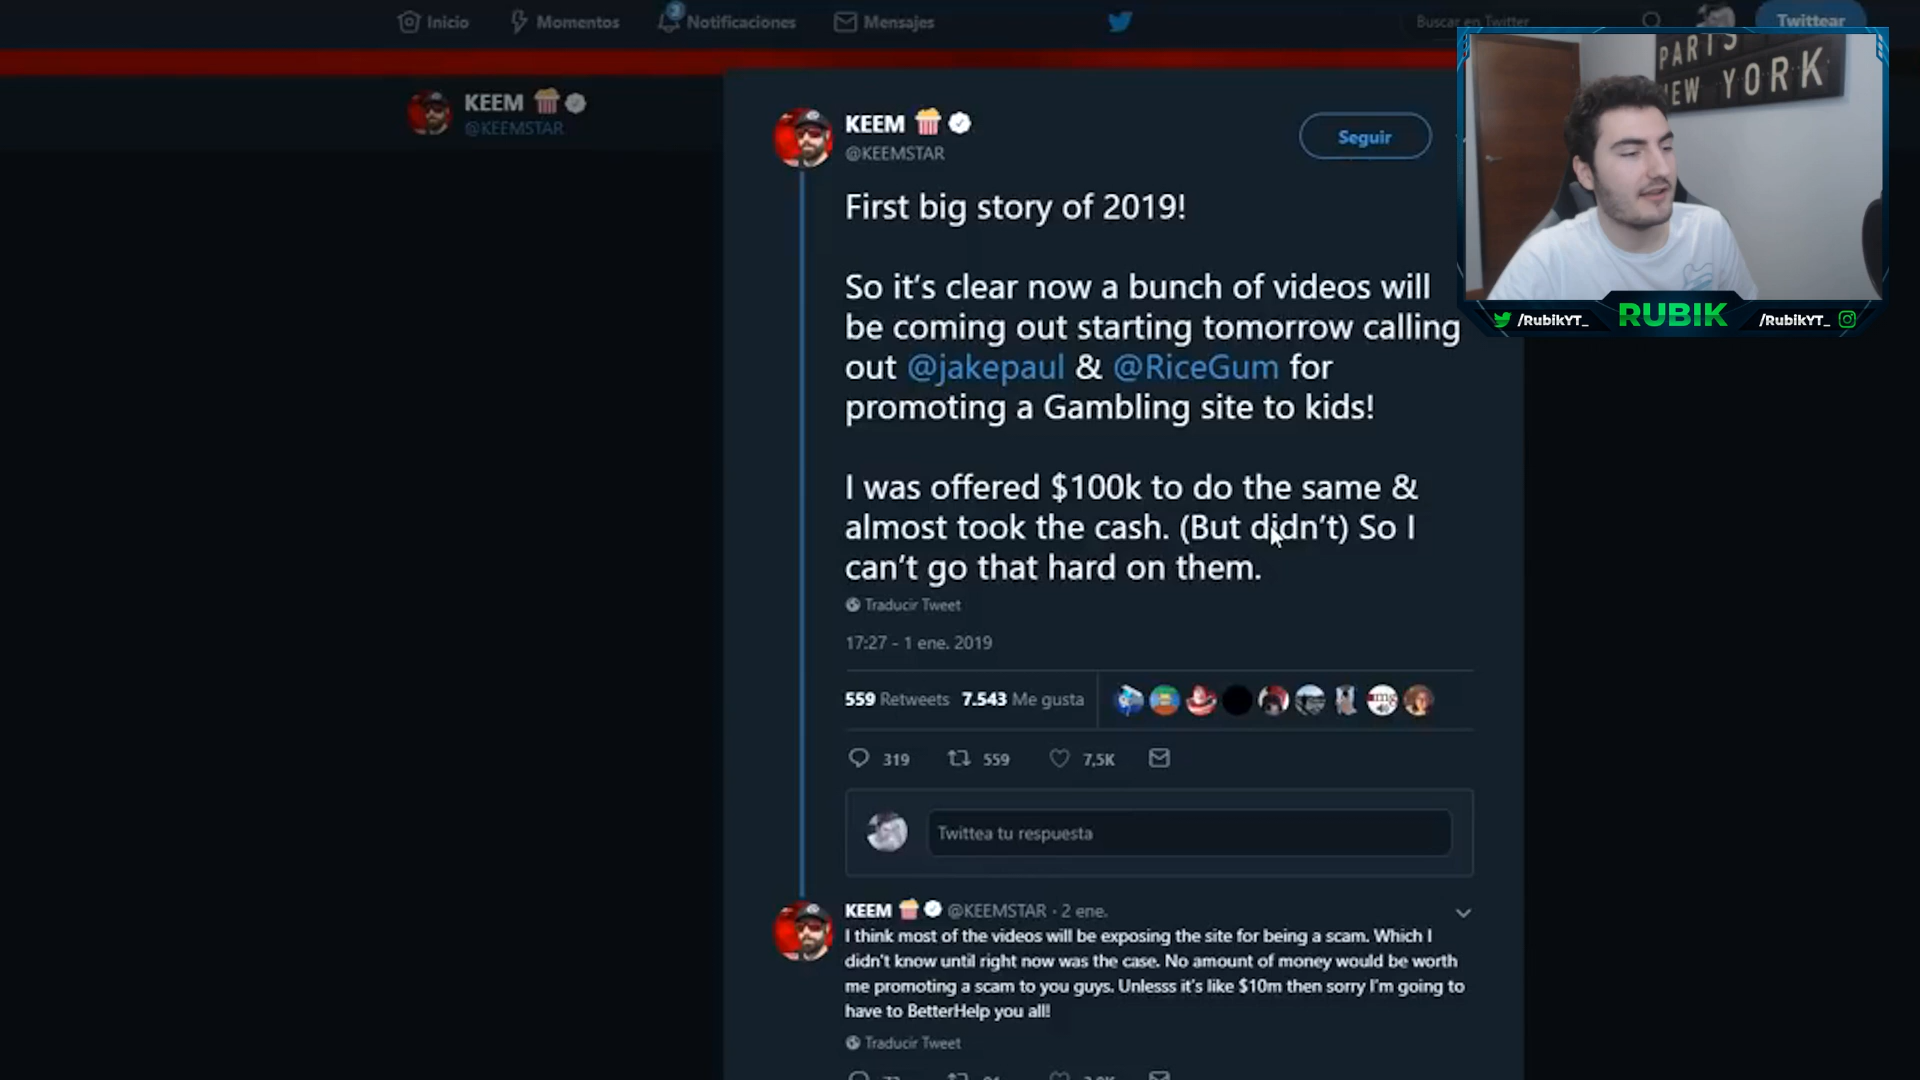 Inicio
Momentos
3
Notificaciones
Mensajes
Buscar en Twitter
Twittear
PARIS
NEW YORK
KEEM
@KEEMSTAR
KEEM
@KEEMSTAR
Seguir
First big story of 2019!
So it's clear now a bunch of videos will
be coming out starting tomorrow calling
out @jakepaul & @RiceGum for
promoting a Gambling site to kids!
I was offered $100k to do the same &
almost took the cash. (But didn't) So I
can't go that hard on them.
Traducir Tweet
17:27 - 1 ene. 2019
559 Retweets 7.543 Me gusta
319 559 7,5K
Twittea tu respuesta
KEEM @KEEMSTAR · 2 ene.
I think most of the videos will be exposing the site for being a scam. Which I
didn't know until right now was the case. No amount of money would be worth
me promoting a scam to you guys. Unlesss it's like $10m then sorry I'm going to
have to BetterHelp you all!
Traducir Tweet
/RubikYT_ RUBIK /RubikYT_